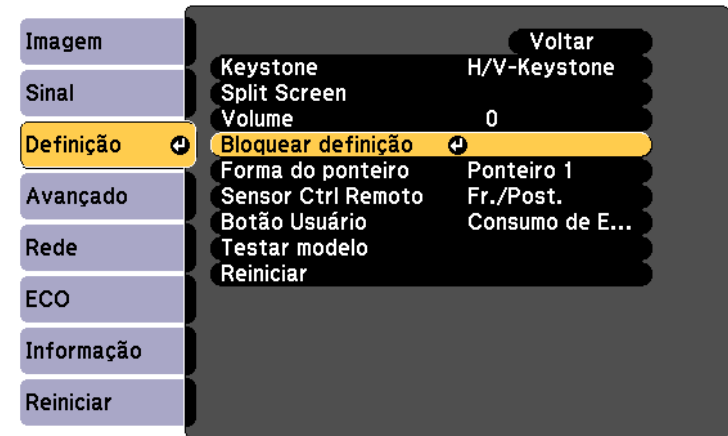 Imagem
Sinal
Definição
Avançado
Rede
ECO
Informação
Reiniciar
Voltar
Keystone H/V-Keystone
Split Screen
Volume 0
Bloquear definição
Forma do ponteiro Ponteiro 1
Sensor Ctrl Remoto Fr./Post.
Botão Usuário Consumo de E...
Testar modelo
Reiniciar